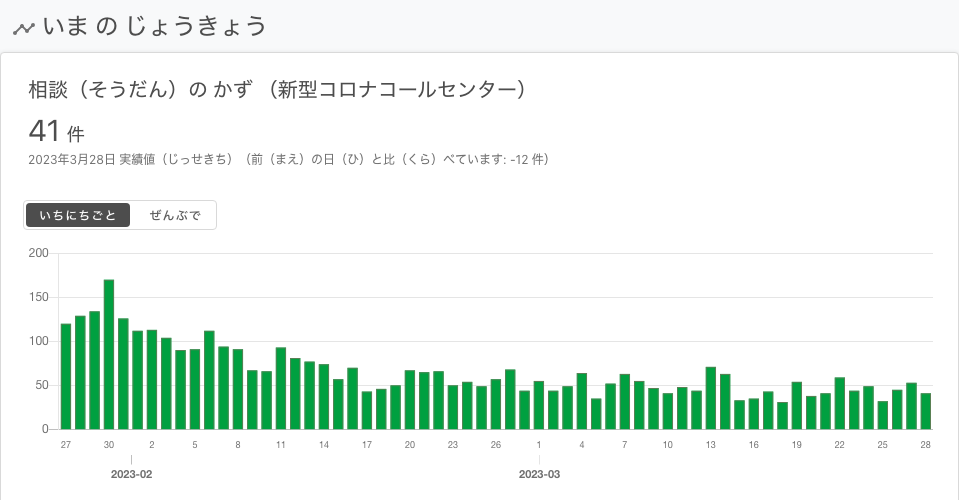 いま の じょうきょう
相談（そうだん）の かず （新型コロナコールセンター）
41 件
2023年3月28日 実績値（じっせきち）（前（まえ）の日（ひ）と比（くら）べています: -12 件）
いちにちごと ぜんぶで
200
150
100
50
0
27 30 2 5 8 11 14 17 20 23 26 1 4 7 10 13 16 19 22 25 28
2023-02 2023-03